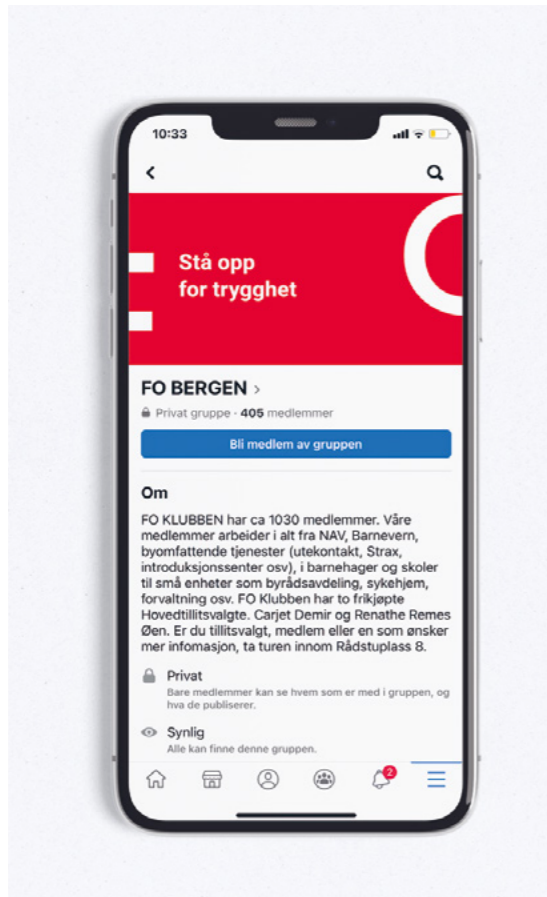 10:33
Stå opp
for trygghet
FO BERGEN >
Privat gruppe · 405 medlemmer
Bli medlem av gruppen
Om
FO KLUBBEN har ca 1030 medlemmer. Våre
medlemmer arbeider i alt fra NAV, Barnevern,
byomfattende tjenester (utekontakt, Strax,
introduksjonssenter osv), i barnehager og skoler
til små enheter som byrådsavdeling, sykehjem,
forvaltning osv. FO Klubben har to frikjøpte
Hovedtillitsvalgte. Carjet Demir og Renathe Remes
Øen. Er du tillitsvalgt, medlem eller en som ønsker
mer infomasjon, ta turen innom Rådstuplass 8.
Privat
Bare medlemmer kan se hvem som er med i gruppen, og
hva de publiserer.
Synlig
Alle kan finne denne gruppen.
2